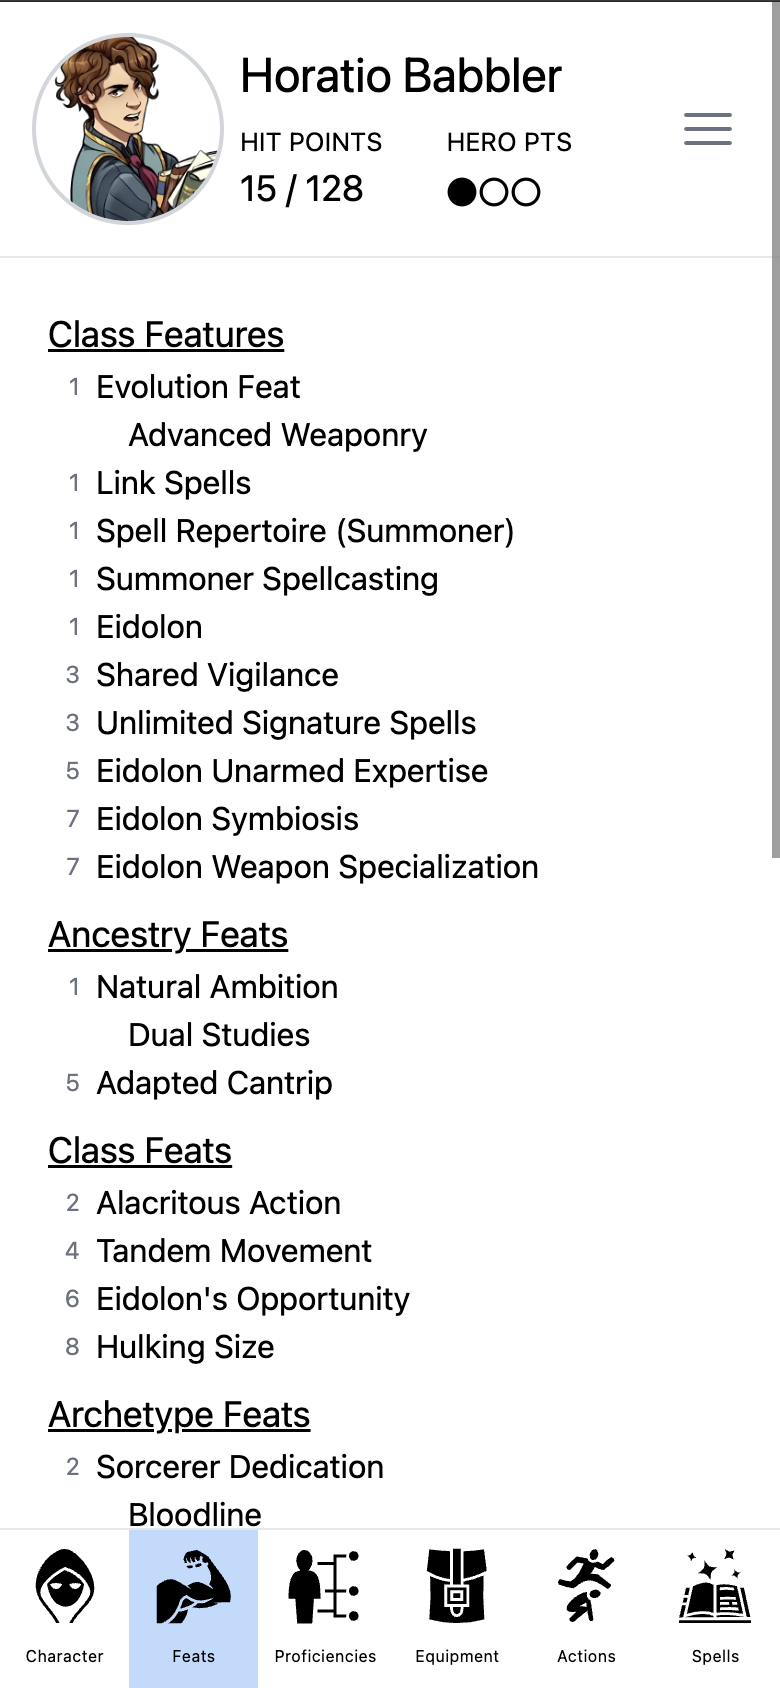 Horatio Babbler
HIT POINTS HERO PTS
15 / 128
Class Features
1 Evolution Feat
Advanced Weaponry
1 Link Spells
1 Spell Repertoire (Summoner)
1 Summoner Spellcasting
1 Eidolon
3 Shared Vigilance
3 Unlimited Signature Spells
5 Eidolon Unarmed Expertise
7 Eidolon Symbiosis
7 Eidolon Weapon Specialization
Ancestry Feats
1 Natural Ambition
Dual Studies
5 Adapted Cantrip
Class Feats
2 Alacritous Action
4 Tandem Movement
6 Eidolon's Opportunity
8 Hulking Size
Archetype Feats
2 Sorcerer Dedication
Bloodline
Character Feats Proficiencies Equipment Actions Spells